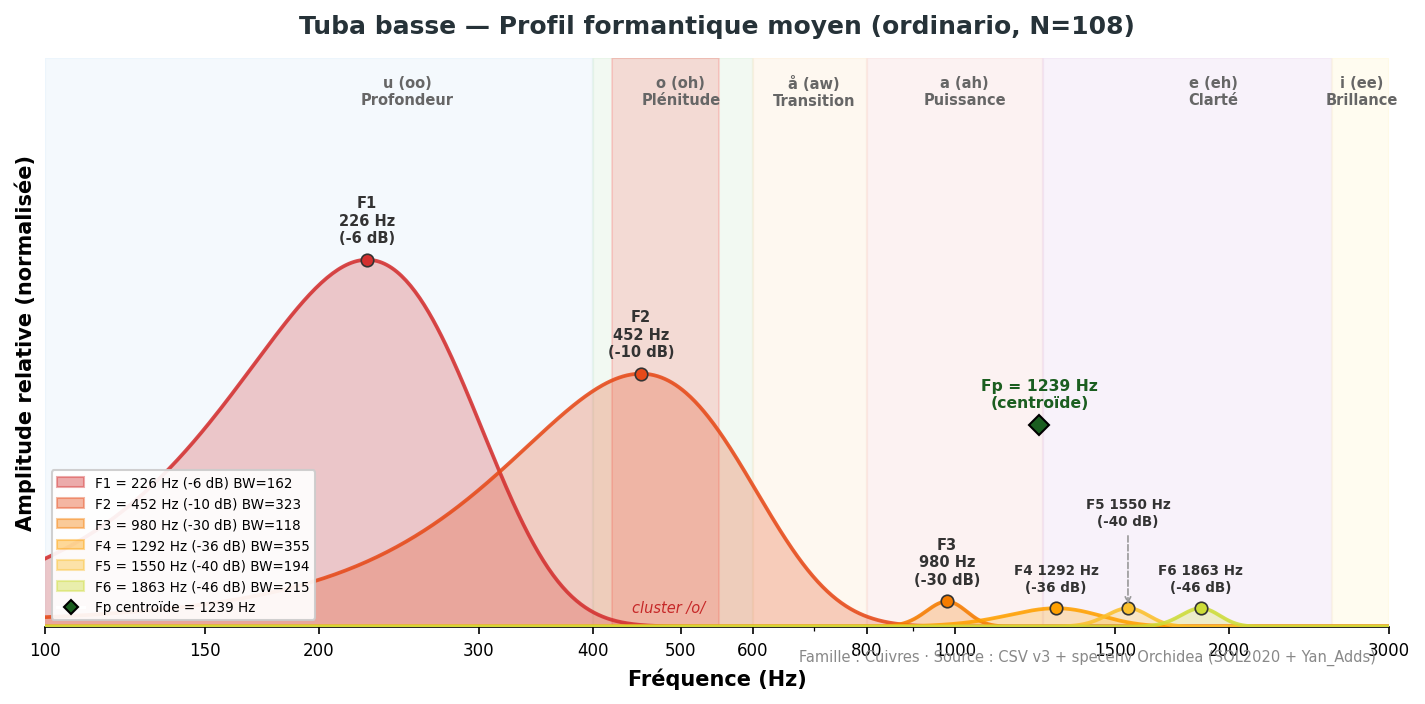 Tuba basse — Profil formantique moyen (ordinario, N=108)
u (oo)
Profondeur
o (oh)
Plénitude
å (aw)
Transition
a (ah)
Puissance
e (eh)
Clarté
i (ee)
Brillance
F1
226 Hz
(-6 dB)
F2
452 Hz
(-10 dB)
Fp = 1239 Hz
(centroïde)
F5 1550 Hz
(-40 dB)
F3
980 Hz
(-30 dB)
F4 1292 Hz
(-36 dB)
F6 1863 Hz
(-46 dB)
cluster /o/
F1 = 226 Hz (-6 dB) BW=162
F2 = 452 Hz (-10 dB) BW=323
F3 = 980 Hz (-30 dB) BW=118
F4 = 1292 Hz (-36 dB) BW=355
F5 = 1550 Hz (-40 dB) BW=194
F6 = 1863 Hz (-46 dB) BW=215
Fp centroïde = 1239 Hz
Amplitude relative (normalisée)
100 150 200 300 400 500 600 800 1000 1500 2000 3000
Famille : Cuivres · Source : CSV v3 + specenv Orchidea (SOL2020 + Yan_Adds)
Fréquence (Hz)